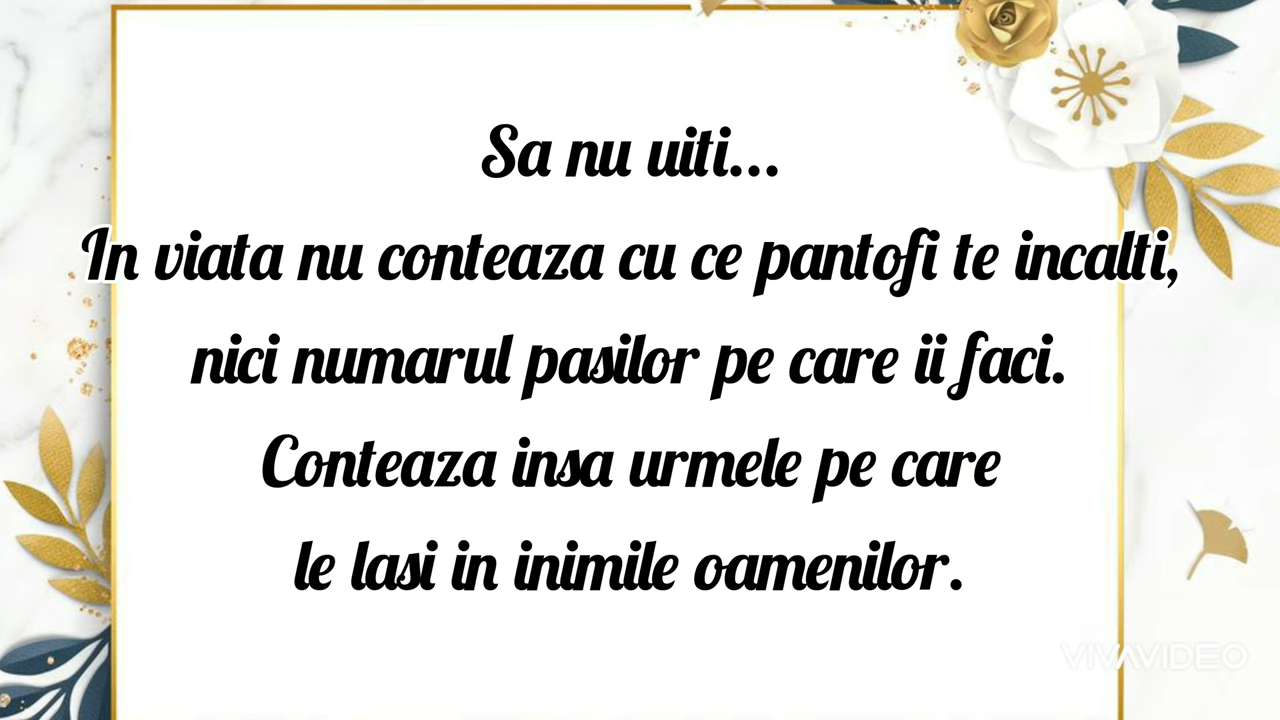 Sa nu uiti...
In viata nu conteaza cu ce pantofi te incalti,
nici numarul pasilor pe care ii faci.
Conteaza insa urmele pe care
le lasi in inimile oamenilor.
VIVAVIDEO